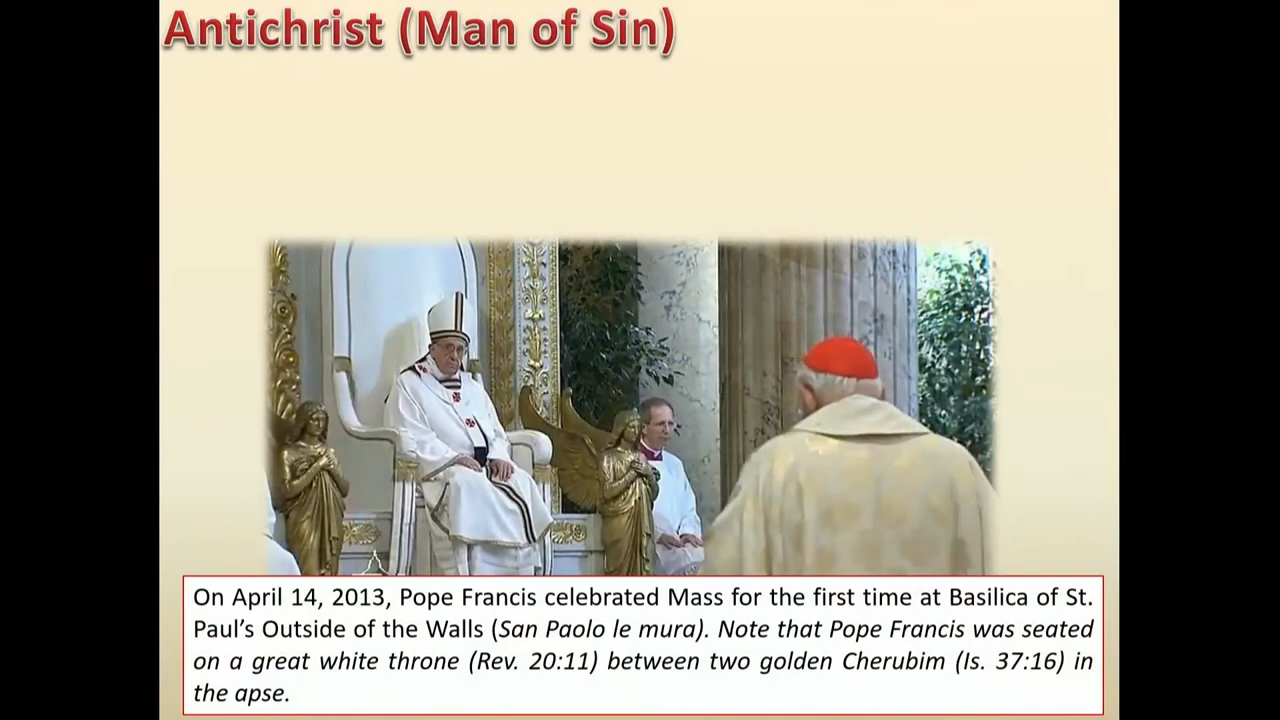 Antichrist (Man of Sin)
On April 14, 2013, Pope Francis celebrated Mass for the first time at Basilica of St.
Paul’s Outside of the Walls (San Paolo le mura). Note that Pope Francis was seated
on a great white throne (Rev. 20:11) between two golden Cherubim (Is. 37:16) in
the apse.